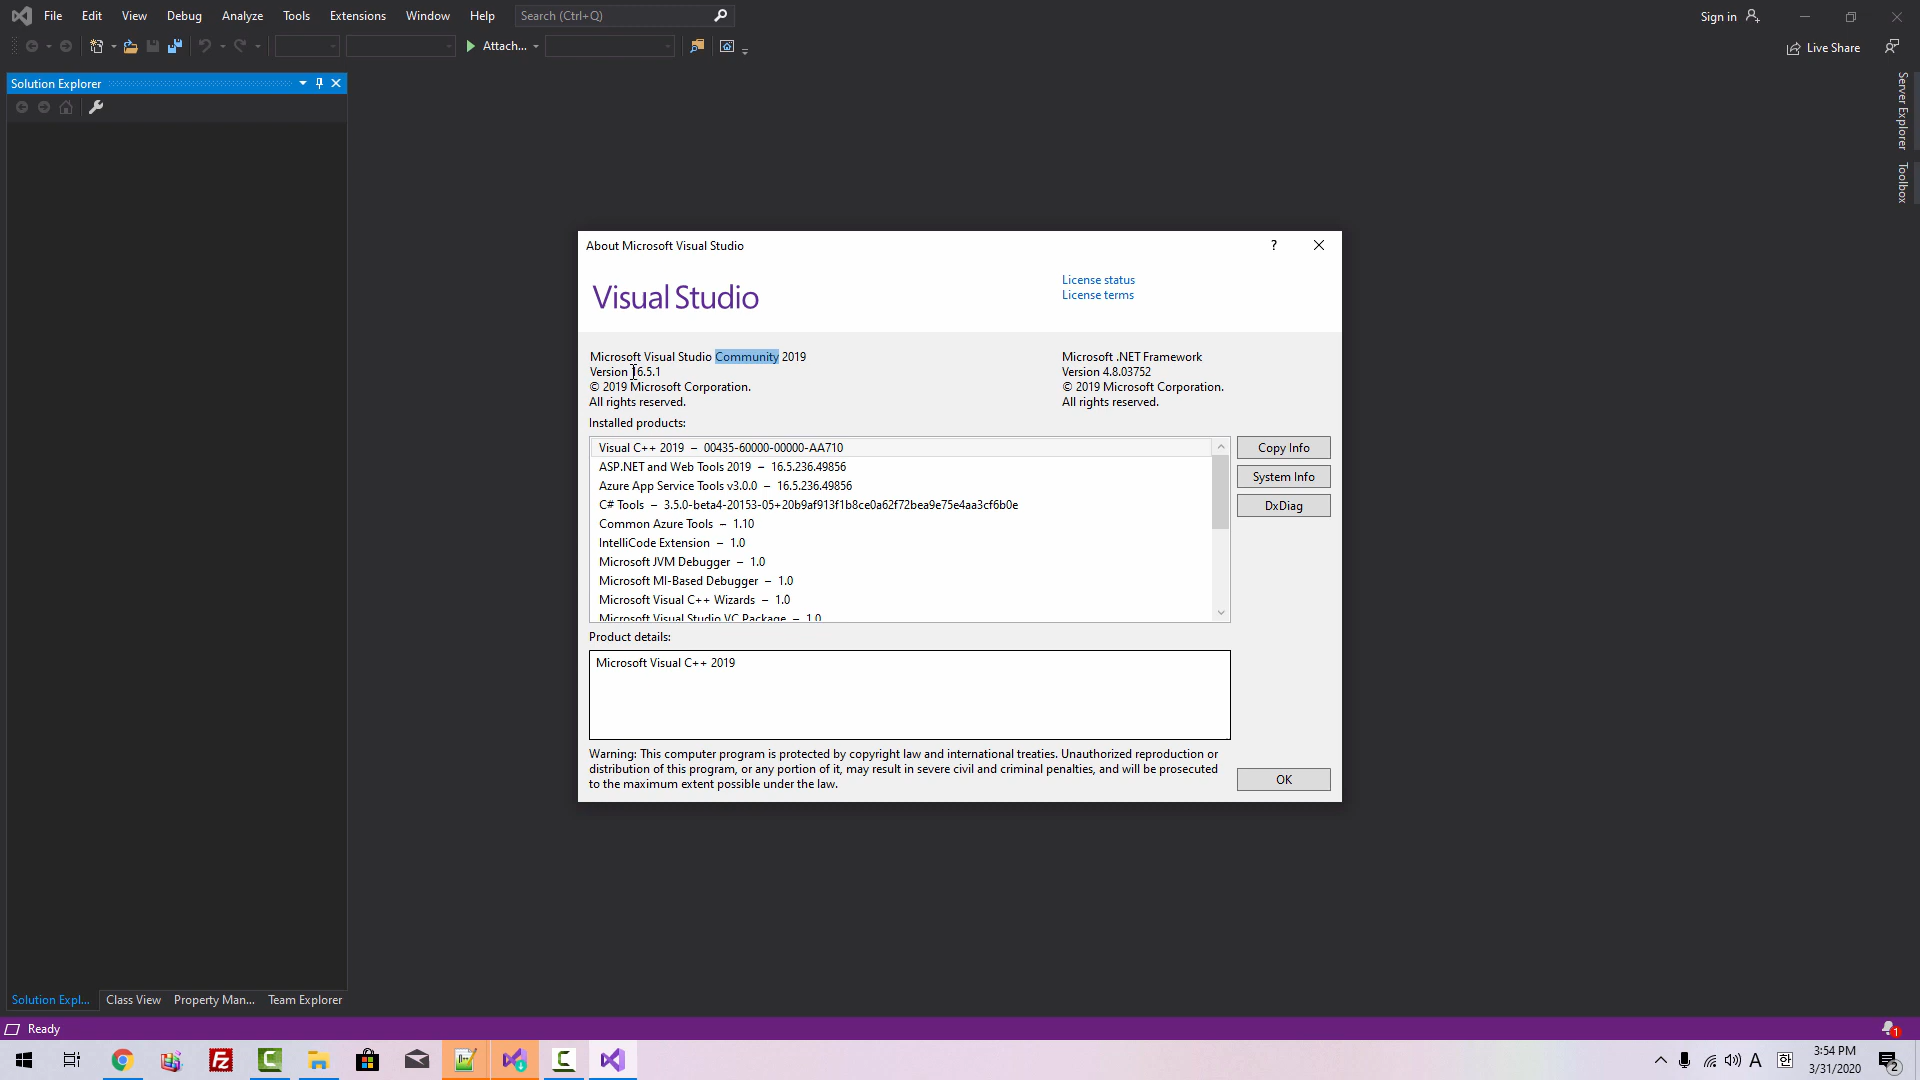 File Edit View Debug Analyze Tools Extensions Window Help Search (Ctrl+Q) Sign in
Attach... Live Share
Solution Explorer
Server Explorer
Toolbox
About Microsoft Visual Studio ?
Visual Studio
License status
License terms
Microsoft Visual Studio Community 2019
Version 16.5.1
© 2019 Microsoft Corporation.
All rights reserved.
Microsoft .NET Framework
Version 4.8.03752
© 2019 Microsoft Corporation.
All rights reserved.
Installed products:
Visual C++ 2019 – 00435-60000-00000-AA710
ASP.NET and Web Tools 2019 – 16.5.236.49856
Azure App Service Tools v3.0.0 – 16.5.236.49856
C# Tools – 3.5.0-beta4-20153-05+20b9af913f1b8ce0a62f72bea9e75e4aa3cf6b0e
Common Azure Tools – 1.10
IntelliCode Extension – 1.0
Microsoft JVM Debugger – 1.0
Microsoft MI-Based Debugger – 1.0
Microsoft Visual C++ Wizards – 1.0
Microsoft Visual Studio VC Package – 1.0
Copy Info
System Info
DxDiag
Product details:
Microsoft Visual C++ 2019
Warning: This computer program is protected by copyright law and international treaties. Unauthorized reproduction or
distribution of this program, or any portion of it, may result in severe civil and criminal penalties, and will be prosecuted
to the maximum extent possible under the law.
OK
Solution Expl... Class View Property Man... Team Explorer
Ready
1
A 한 3:54 PM
3/31/2020
2